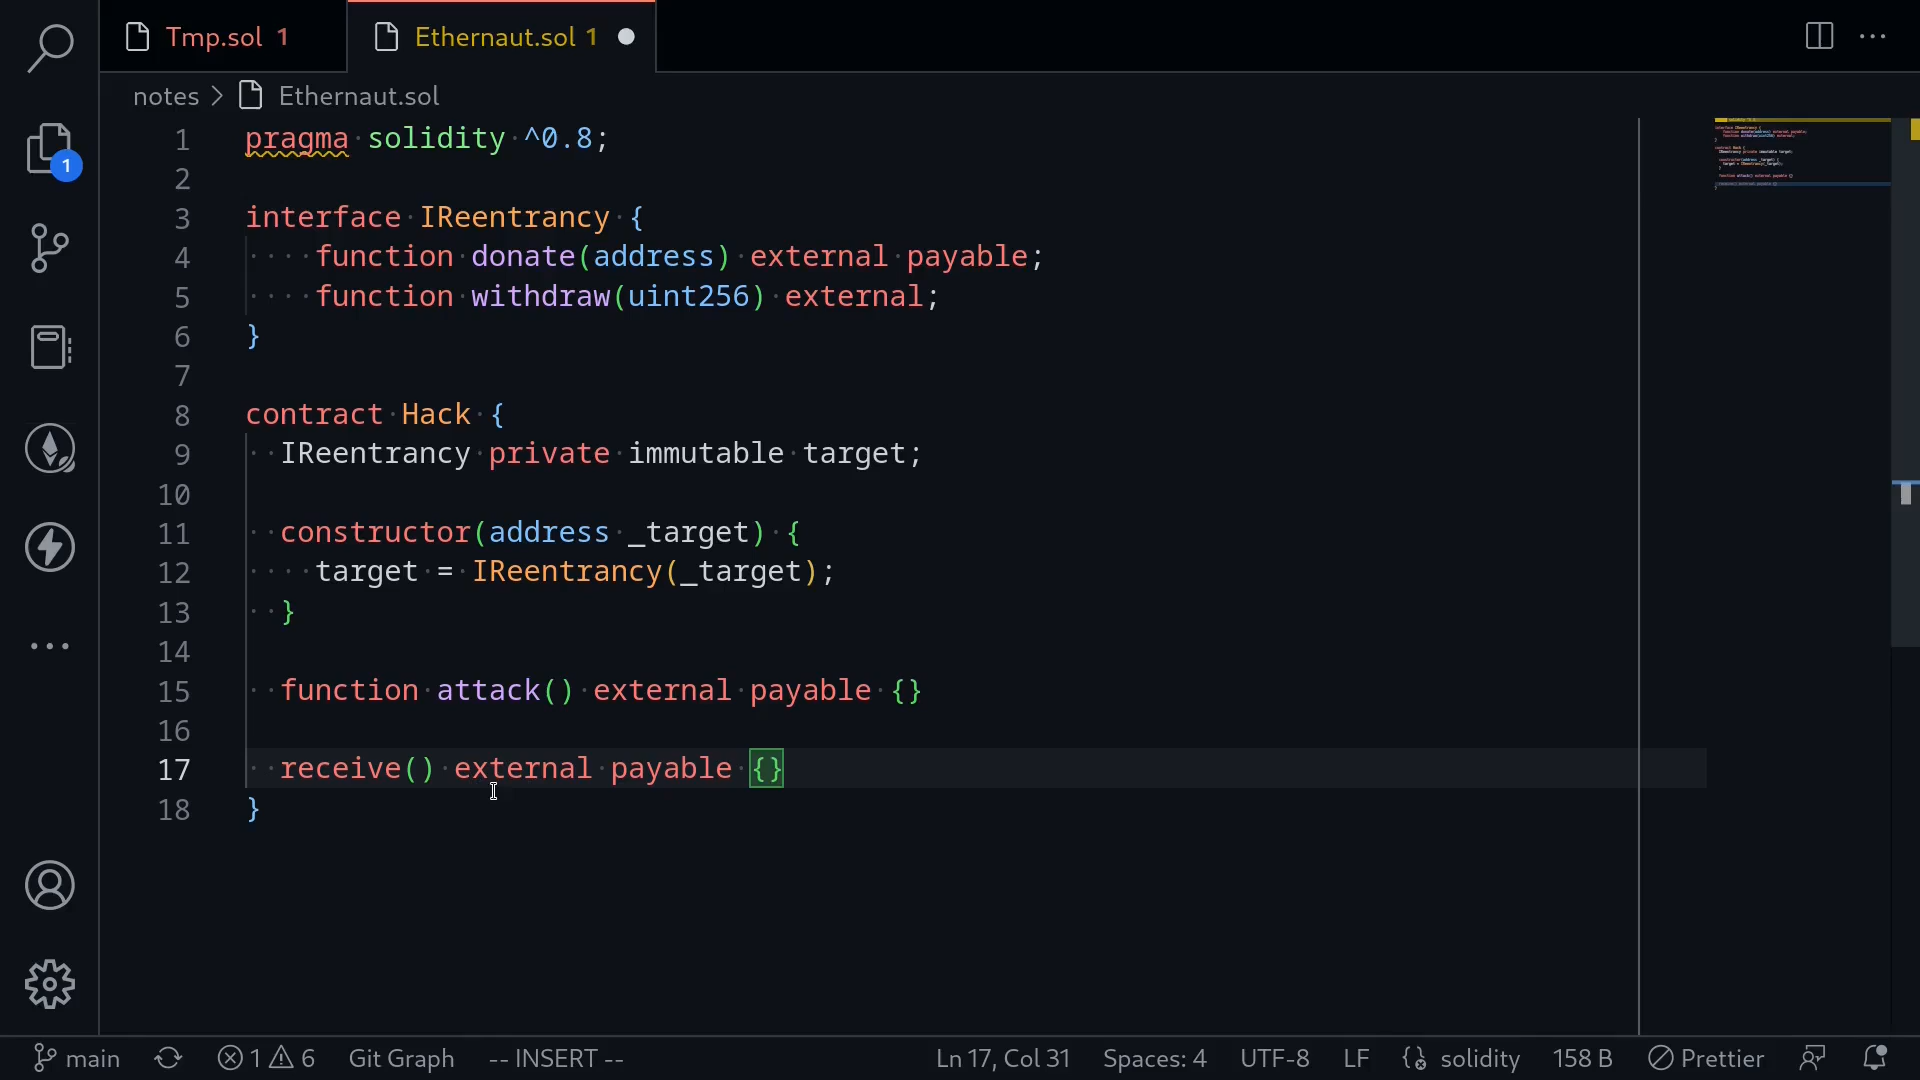 Tmp.sol 1
Ethernaut.sol 1
notes > Ethernaut.sol
1 pragma solidity ^0.8;
2
3 interface IReentrancy {
4 function donate(address) external payable;
5 function withdraw(uint256) external;
6 }
7
8 contract Hack {
9 IReentrancy private immutable target;
10
11 constructor(address _target) {
12 target = IReentrancy(_target);
13 }
14
15 function attack() external payable {}
16
17 receive() external payable {}
18 }
1
main 1 6 Git Graph -- INSERT -- Ln 17, Col 31 Spaces: 4 UTF-8 LF solidity 158 B Prettier